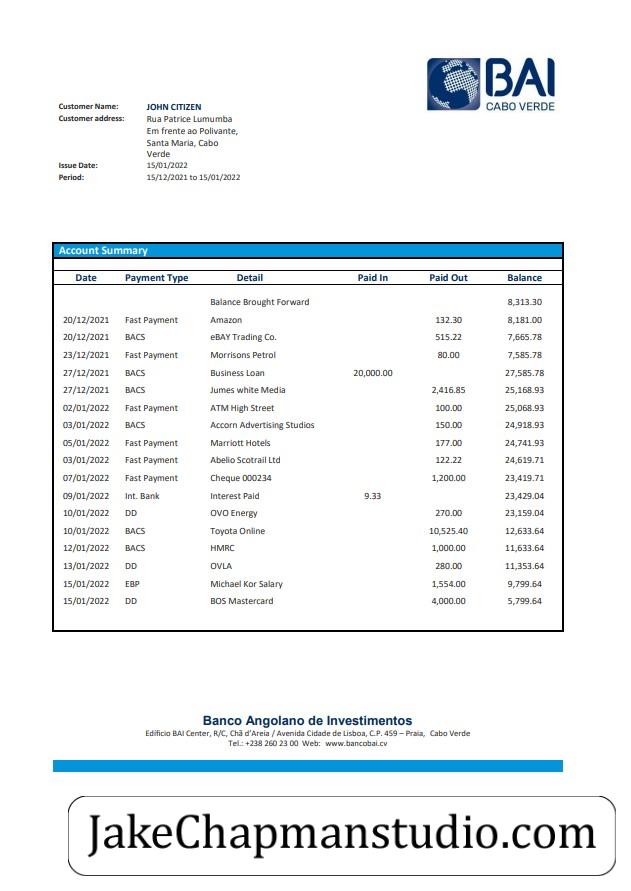 BAI
CABO VERDE
Customer Name: JOHN CITIZEN
Customer address: Rua Patrice Lumumba
Em frente ao Polivante,
Santa Maria, Cabo
Verde
Issue Date: 15/01/2022
Period: 15/12/2021 to 15/01/2022
Account Summary
Date Payment Type Detail Paid In Paid Out Balance
Balance Brought Forward 8,313.30
20/12/2021 Fast Payment Amazon 132.30 8,181.00
20/12/2021 BACS eBAY Trading Co. 515.22 7,665.78
23/12/2021 Fast Payment Morrisons Petrol 80.00 7,585.78
27/12/2021 BACS Business Loan 20,000.00 27,585.78
27/12/2021 BACS Jumes white Media 2,416.85 25,168.93
02/01/2022 Fast Payment ATM High Street 100.00 25,068.93
03/01/2022 BACS Accorn Advertising Studios 150.00 24,918.93
05/01/2022 Fast Payment Marriott Hotels 177.00 24,741.93
03/01/2022 Fast Payment Abelio Scotrail Ltd 122.22 24,619.71
07/01/2022 Fast Payment Cheque 000234 1,200.00 23,419.71
09/01/2022 Int. Bank Interest Paid 9.33 23,429.04
10/01/2022 DD OVO Energy 270.00 23,159.04
10/01/2022 BACS Toyota Online 10,525.40 12,633.64
12/01/2022 BACS HMRC 1,000.00 11,633.64
13/01/2022 DD OVLA 280.00 11,353.64
15/01/2022 EBP Michael Kor Salary 1,554.00 9,799.64
15/01/2022 DD BOS Mastercard 4,000.00 5,799.64
Banco Angolano de Investimentos
Edifício BAI Center, R/C, Chã d’Areia / Avenida Cidade de Lisboa, C.P. 459 – Praia, Cabo Verde
Tel.: +238 260 23 00 Web: www.bancobai.cv
JakeChapmanstudio.com